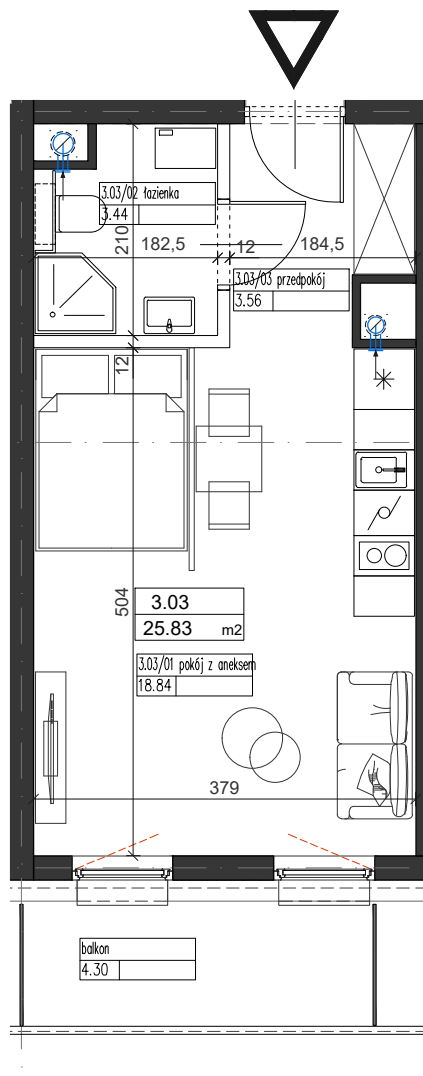 3.03/02 łazienka
3.44
210
182,5
12
184,5
3.03/03 przedpokój
3.56
12
504
3.03
25.83 m2
3.03/01 pokój z aneksem
18.84
379
balkon
4.30